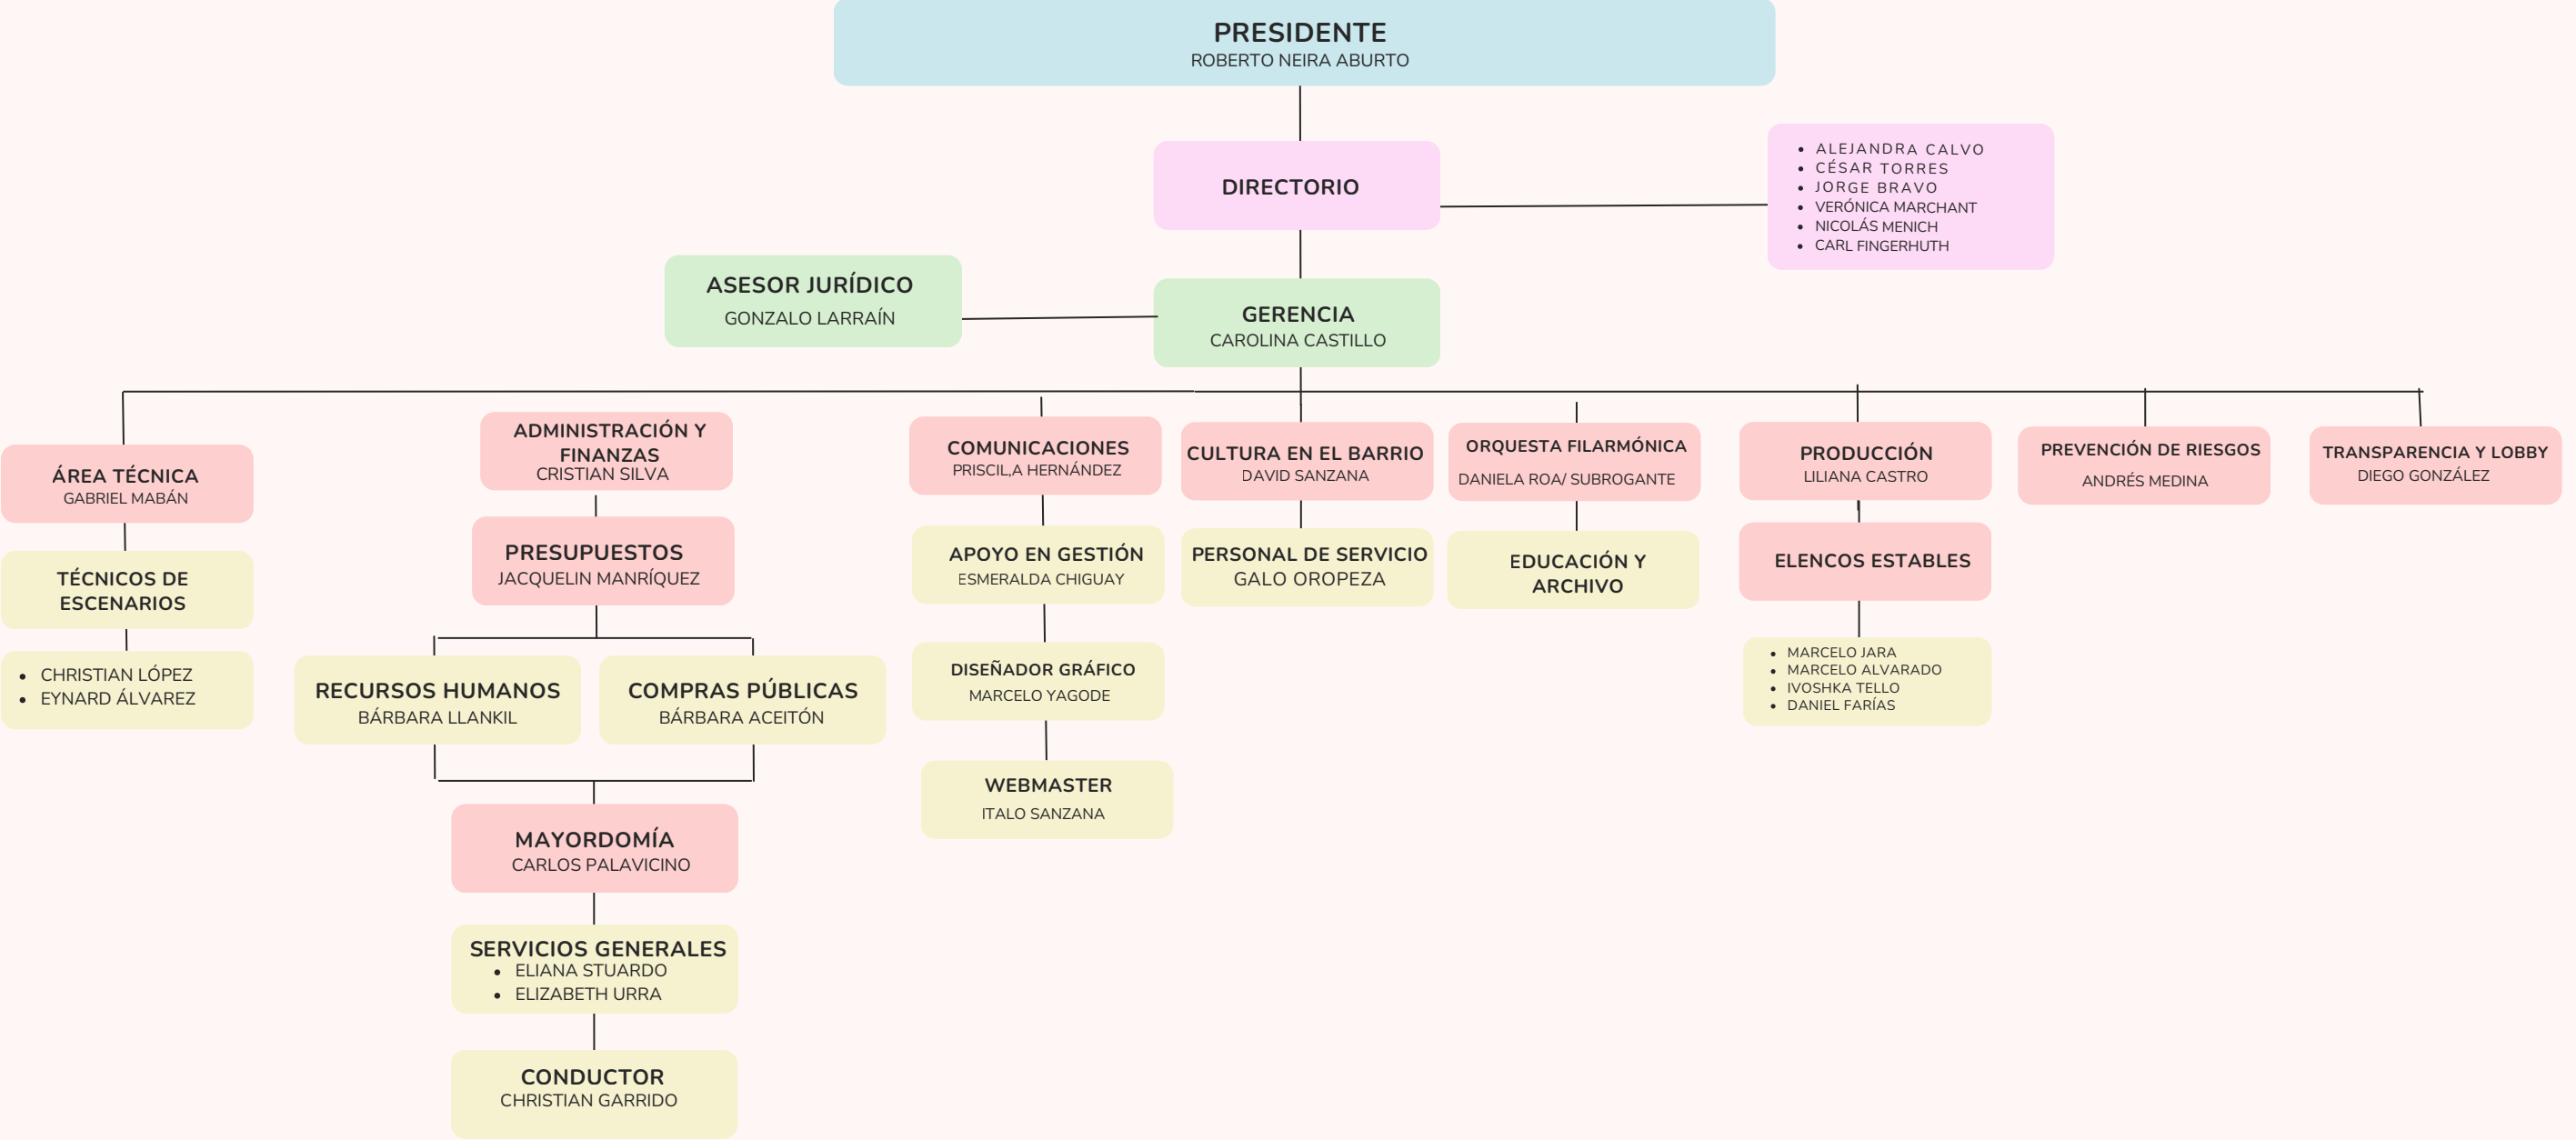 PRESIDENTE
ROBERTO NEIRA ABURTO
DIRECTORIO
• ALEJANDRA CALVO
• CÉSAR TORRES
• JORGE BRAVO
• VERÓNICA MARCHANT
• NICOLÁS MENICH
• CARL FINGERHUTH
ASESOR JURÍDICO
GONZALO LARRAÍN
GERENCIA
CAROLINA CASTILLO
ÁREA TÉCNICA
GABRIEL MABÁN
TÉCNICOS DE
ESCENARIOS
• CHRISTIAN LÓPEZ
• EYNARD ÁLVAREZ
ADMINISTRACIÓN Y
FINANZAS
CRISTIAN SILVA
PRESUPUESTOS
JACQUELIN MANRÍQUEZ
RECURSOS HUMANOS
BÁRBARA LLANKIL
COMPRAS PÚBLICAS
BÁRBARA ACEITÓN
MAYORDOMÍA
CARLOS PALAVICINO
SERVICIOS GENERALES
• ELIANA STUARDO
• ELIZABETH URRA
CONDUCTOR
CHRISTIAN GARRIDO
COMUNICACIONES
PRISCIL,A HERNÁNDEZ
APOYO EN GESTIÓN
ESMERALDA CHIGUAY
DISEÑADOR GRÁFICO
MARCELO YAGODE
WEBMASTER
ITALO SANZANA
CULTURA EN EL BARRIO
DAVID SANZANA
PERSONAL DE SERVICIO
GALO OROPEZA
ORQUESTA FILARMÓNICA
DANIELA ROA/ SUBROGANTE
EDUCACIÓN Y
ARCHIVO
PRODUCCIÓN
LILIANA CASTRO
ELENCOS ESTABLES
• MARCELO JARA
• MARCELO ALVARADO
• IVOSHKA TELLO
• DANIEL FARÍAS
PREVENCIÓN DE RIESGOS
ANDRÉS MEDINA
TRANSPARENCIA Y LOBBY
DIEGO GONZÁLEZ